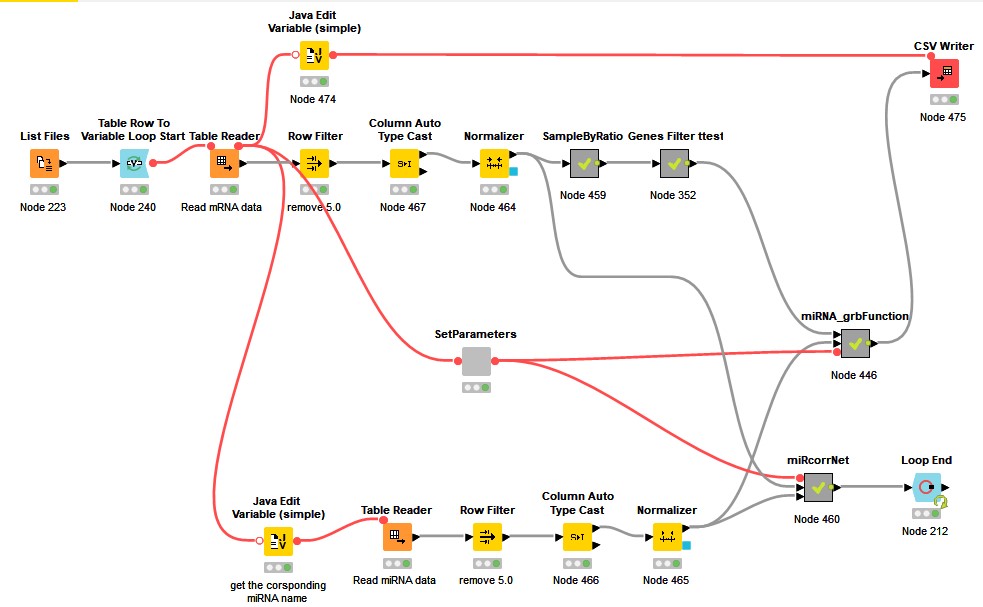 Java Edit
Variable (simple)
Node 474
CSV Writer
Node 475
List Files
Node 223
Table Row To
Variable Loop Start
Node 240
Table Reader
Read mRNA data
Row Filter
remove 5.0
Column Auto
Type Cast
S▸I
Node 467
Normalizer
Node 464
SampleByRatio
Node 459
Genes Filter ttest
Node 352
SetParameters
miRNA_grbFunction
Node 446
miRcorrNet
Node 460
Loop End
Node 212
Java Edit
Variable (simple)
get the corsponding
miRNA name
Table Reader
Read miRNA data
Row Filter
remove 5.0
Column Auto
Type Cast
S▸I
Node 466
Normalizer
Node 465